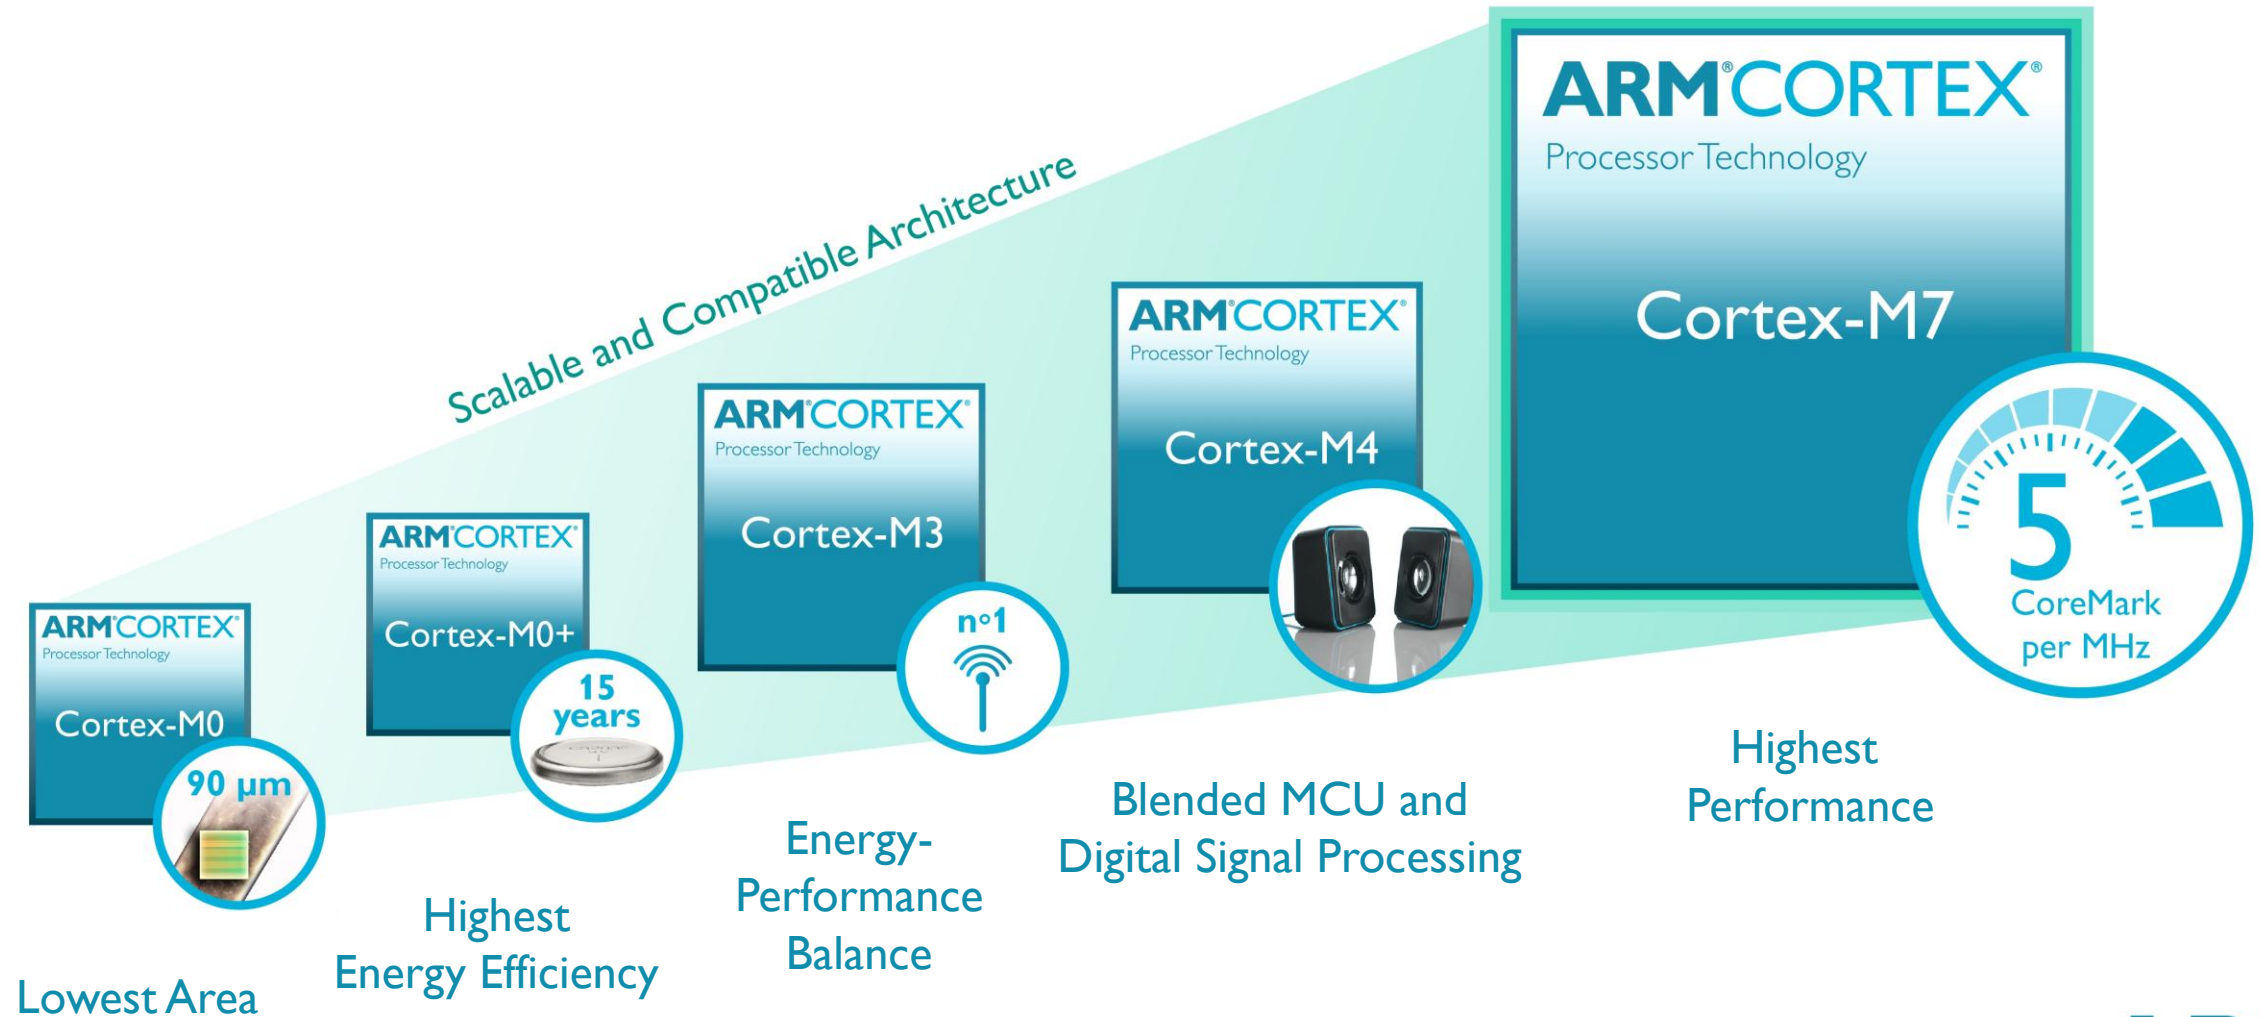 Scalable and Compatible Architecture
ARM®CORTEX®
Processor Technology
Cortex-M0
90 µm
Lowest Area
ARM®CORTEX®
Processor Technology
Cortex-M0+
15
years
Highest
Energy Efficiency
ARM®CORTEX®
Processor Technology
Cortex-M3
n°1
Energy-
Performance
Balance
ARM®CORTEX®
Processor Technology
Cortex-M4
Blended MCU and
Digital Signal Processing
ARM®CORTEX®
Processor Technology
Cortex-M7
5
CoreMark
per MHz
Highest
Performance